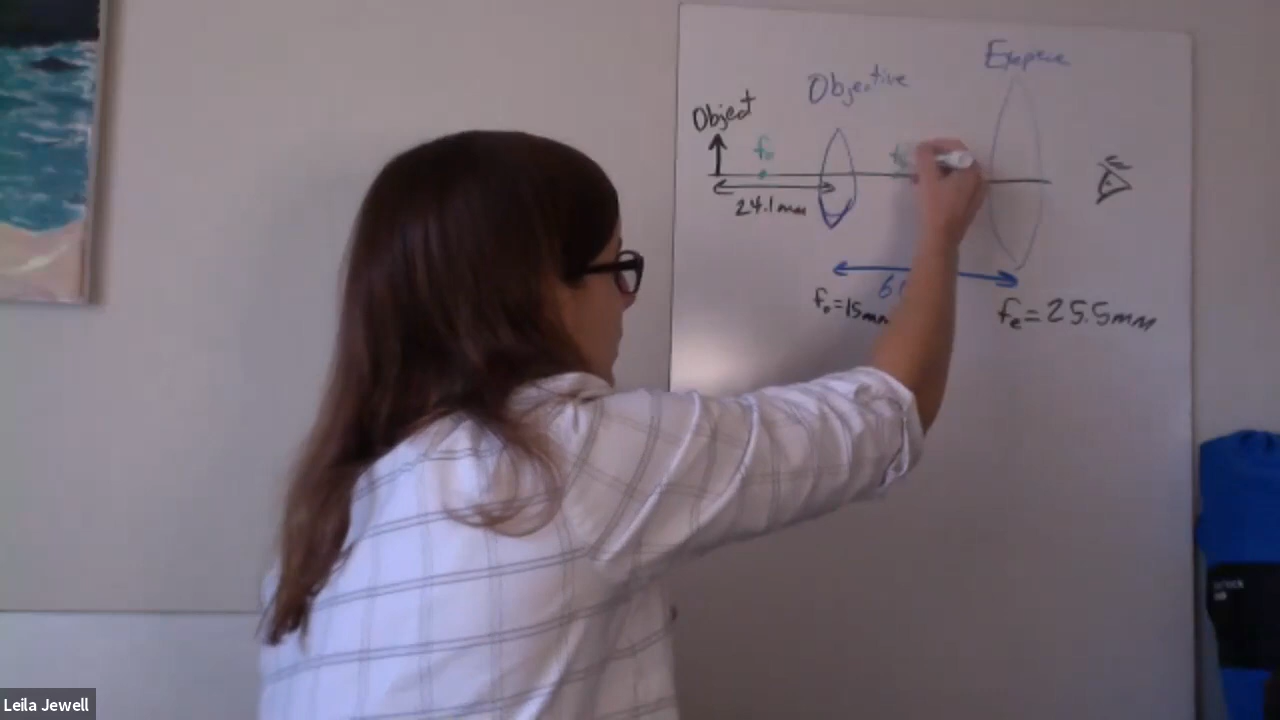 Eyepiece
Objective
Object
fo
24.1mm
fo=15mm
fe=25.5mm
Leila Jewell